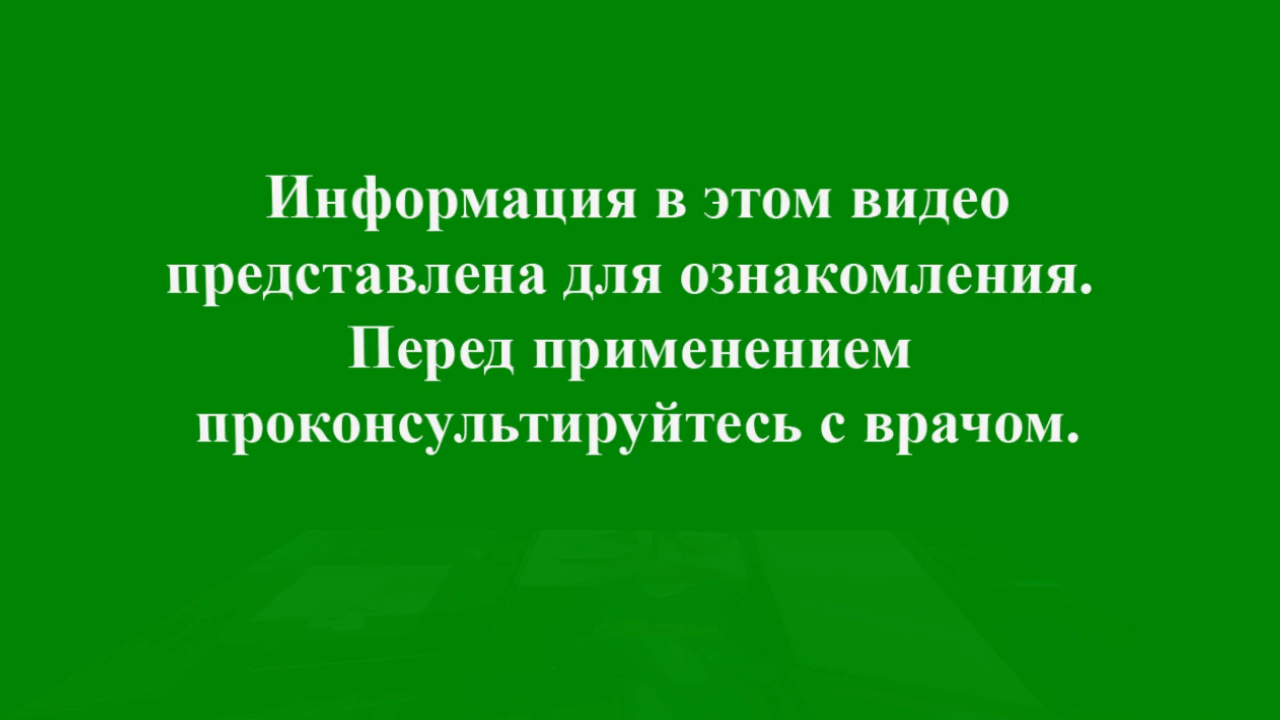 Информация в этом видео
представлена для ознакомления.
Перед применением
проконсультируйтесь с врачом.